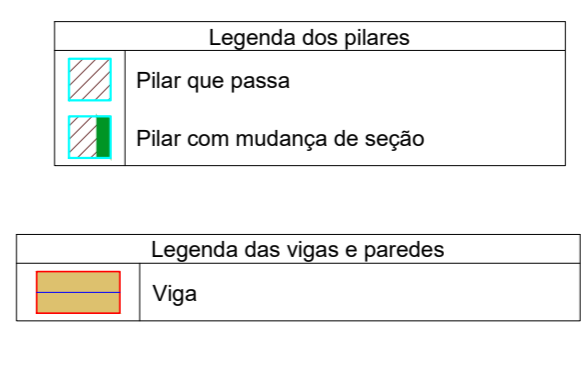 Legenda dos pilares
Pilar que passa
Pilar com mudança de seção
Legenda das vigas e paredes
Viga